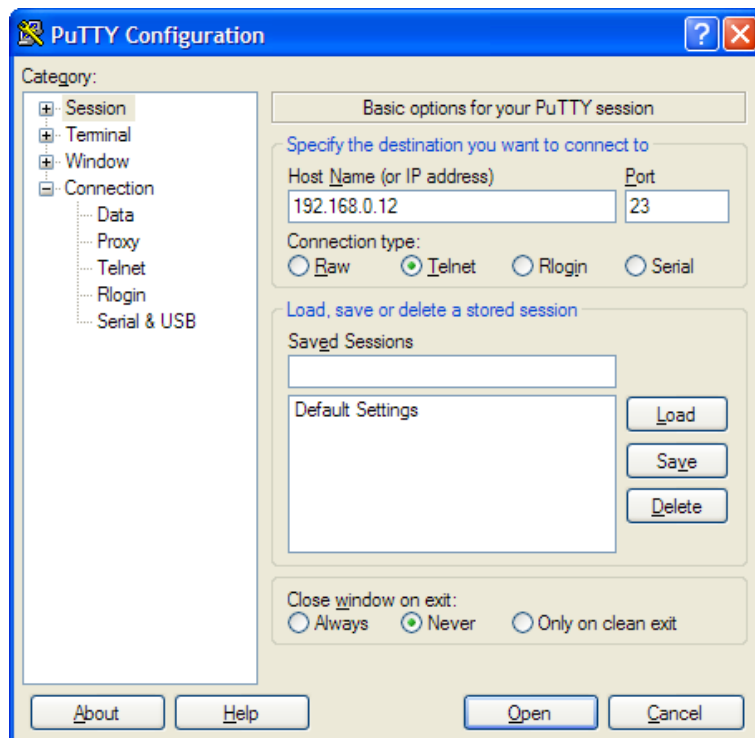 PuTTY Configuration
Category:
Session
Terminal
Window
Connection
Data
Proxy
Telnet
Rlogin
Serial & USB
Basic options for your PuTTY session
Specify the destination you want to connect to
Host Name (or IP address) Port
192.168.0.12 23
Connection type:
Raw Telnet Rlogin Serial
Load, save or delete a stored session
Saved Sessions
Default Settings
Load
Save
Delete
Close window on exit:
Always Never Only on clean exit
About Help Open Cancel